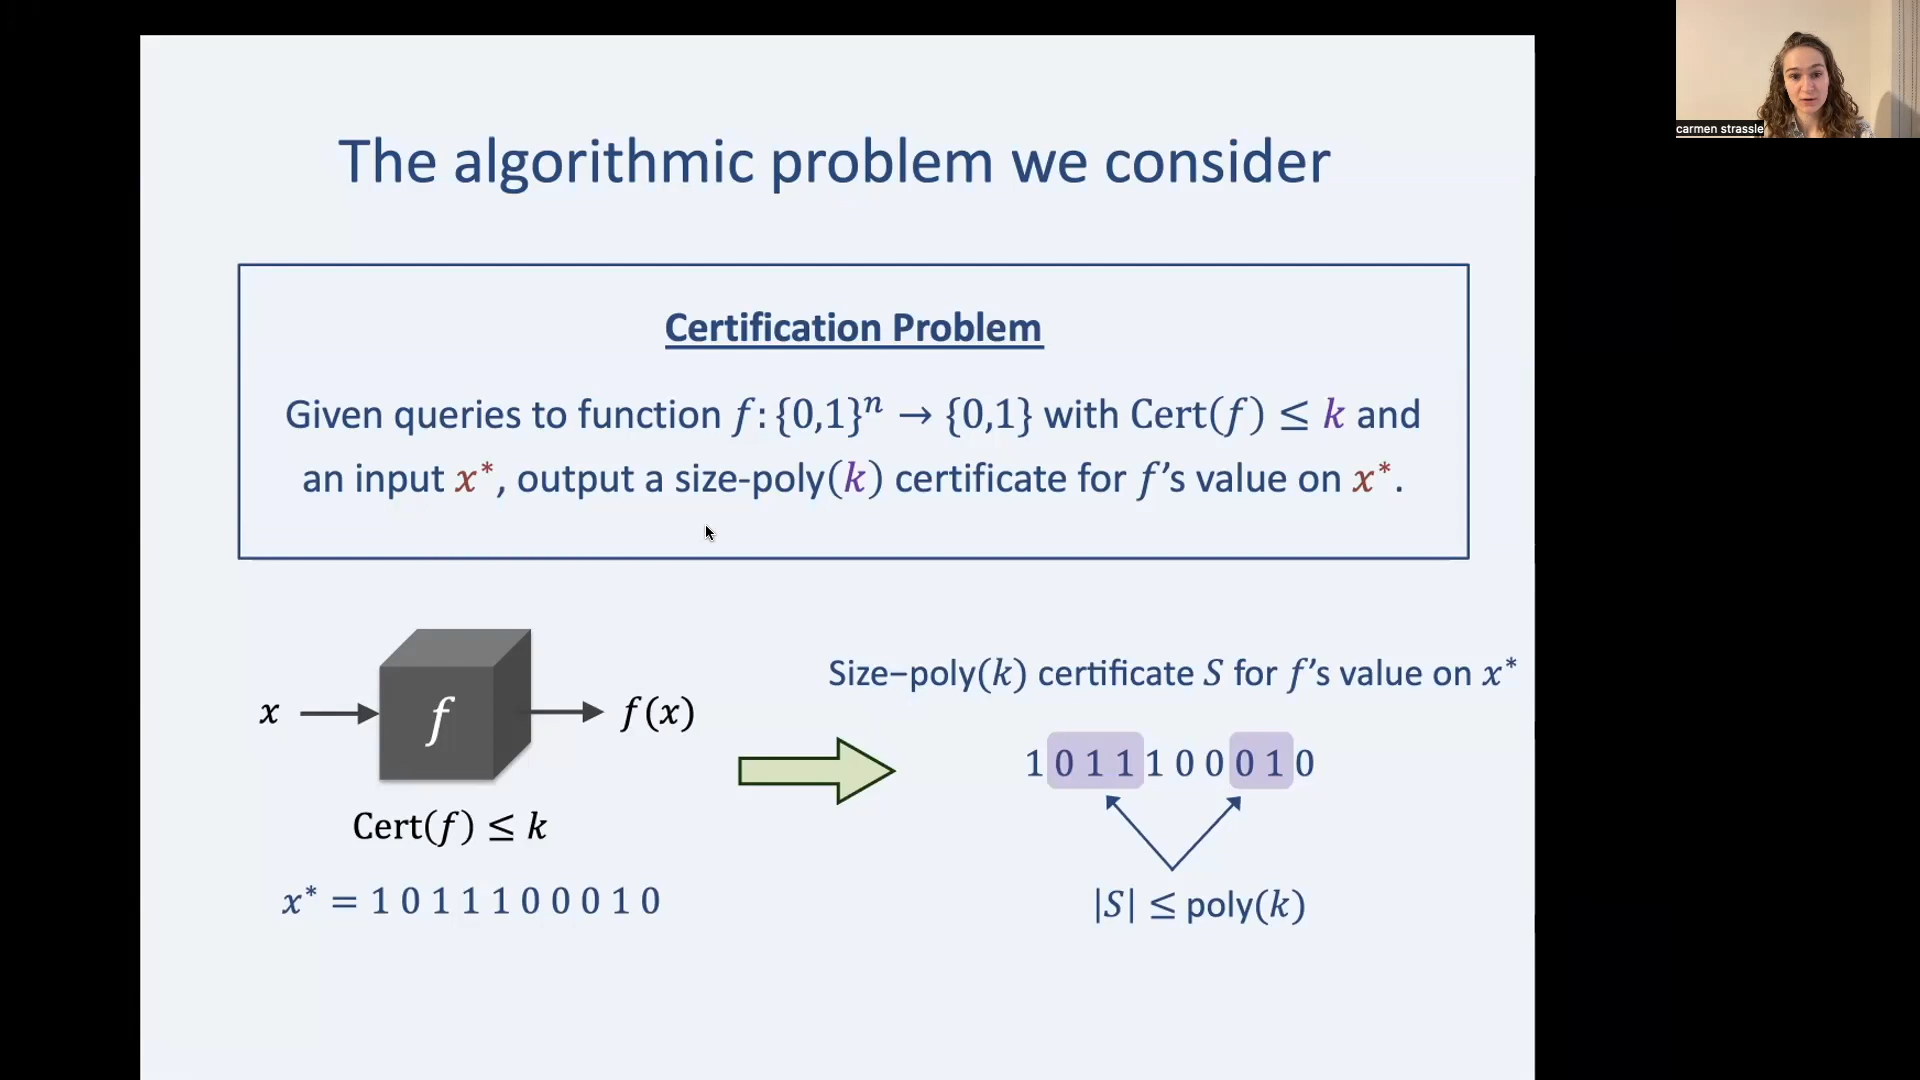 carmen strassle
The algorithmic problem we consider
Certification Problem
Given queries to function f: {0,1}ⁿ → {0,1} with Cert(f) ≤ k and
an input x*, output a size-poly(k) certificate for f's value on x*.
x
f
f(x)
Cert(f) ≤ k
x* = 1 0 1 1 1 0 0 0 1 0
Size−poly(k) certificate S for f's value on x*
1 0 1 1 1 0 0 0 1 0
|S| ≤ poly(k)